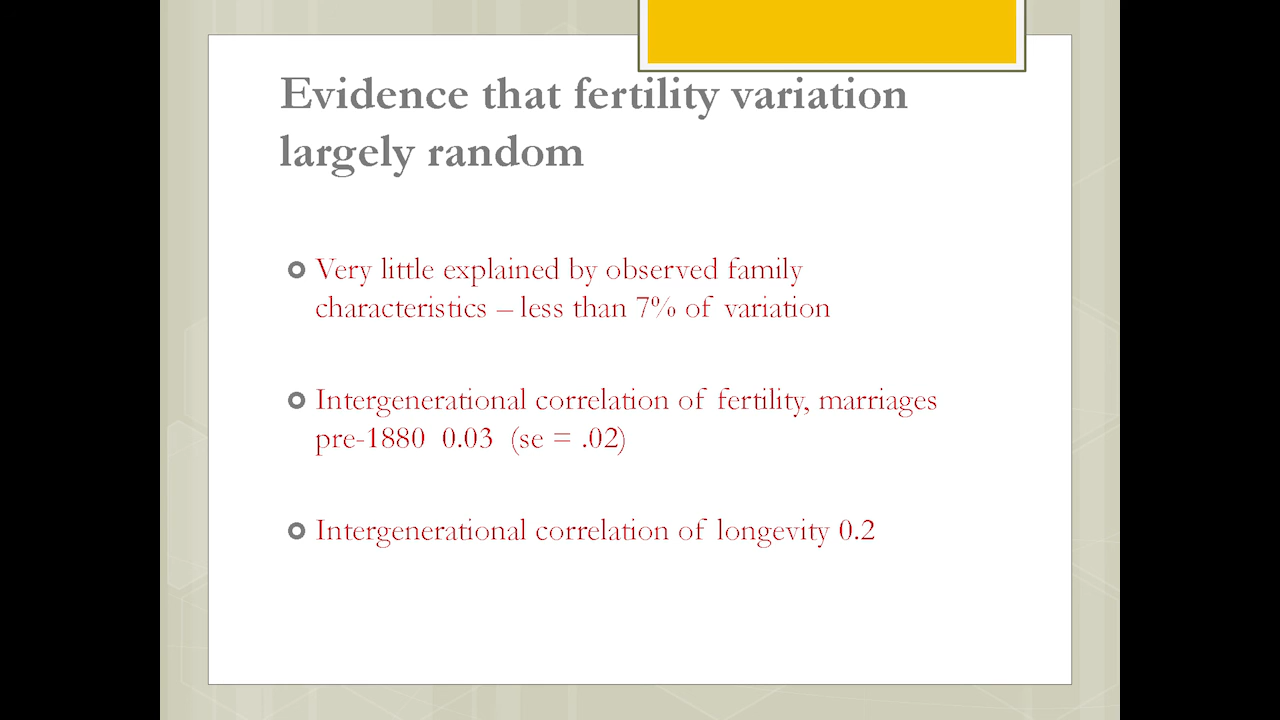 Evidence that fertility variation
largely random
Very little explained by observed family
characteristics – less than 7% of variation
Intergenerational correlation of fertility, marriages
pre-1880 0.03 (se = .02)
Intergenerational correlation of longevity 0.2